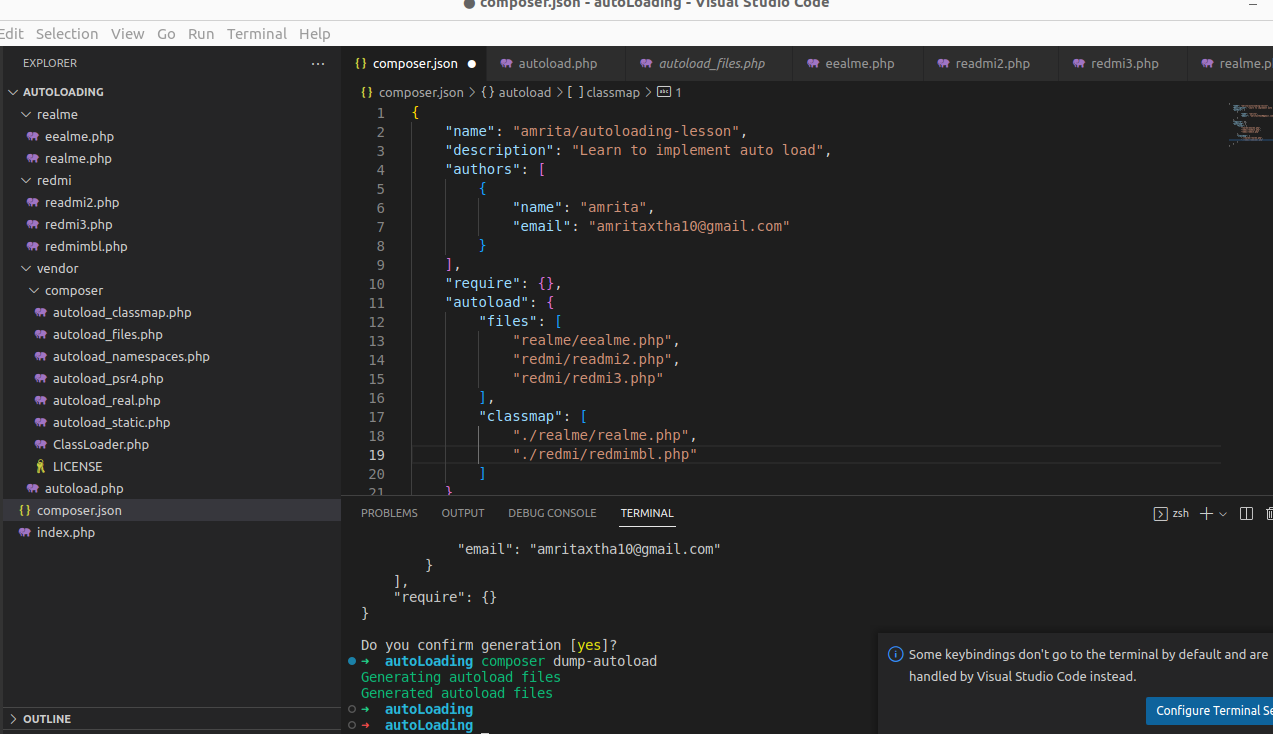 composer.json - autoLoading - Visual Studio Code
Edit Selection View Go Run Terminal Help
EXPLORER
AUTOLOADING
realme
eealme.php
realme.php
redmi
readmi2.php
redmi3.php
redmimbl.php
vendor
composer
autoload_classmap.php
autoload_files.php
autoload_namespaces.php
autoload_psr4.php
autoload_real.php
autoload_static.php
ClassLoader.php
LICENSE
autoload.php
{} composer.json
index.php
OUTLINE
{} composer.json autoload.php autoload_files.php eealme.php readmi2.php redmi3.php realme.p
{} composer.json > {} autoload > [ ] classmap > abc 1
1 {
2 "name": "amrita/autoloading-lesson",
3 "description": "Learn to implement auto load",
4 "authors": [
5 {
6 "name": "amrita",
7 "email": "amritaxtha10@gmail.com"
8 }
9 ],
10 "require": {},
11 "autoload": {
12 "files": [
13 "realme/eealme.php",
14 "redmi/readmi2.php",
15 "redmi/redmi3.php"
16 ],
17 "classmap": [
18 "./realme/realme.php",
19 "./redmi/redmimbl.php"
20 ]
21 }
PROBLEMS OUTPUT DEBUG CONSOLE TERMINAL
zsh
"email": "amritaxtha10@gmail.com"
}
],
"require": {}
}
Do you confirm generation [yes]?
➜ autoLoading composer dump-autoload
Generating autoload files
Generated autoload files
➜ autoLoading
➜ autoLoading
Some keybindings don't go to the terminal by default and are
handled by Visual Studio Code instead.
Configure Terminal Se